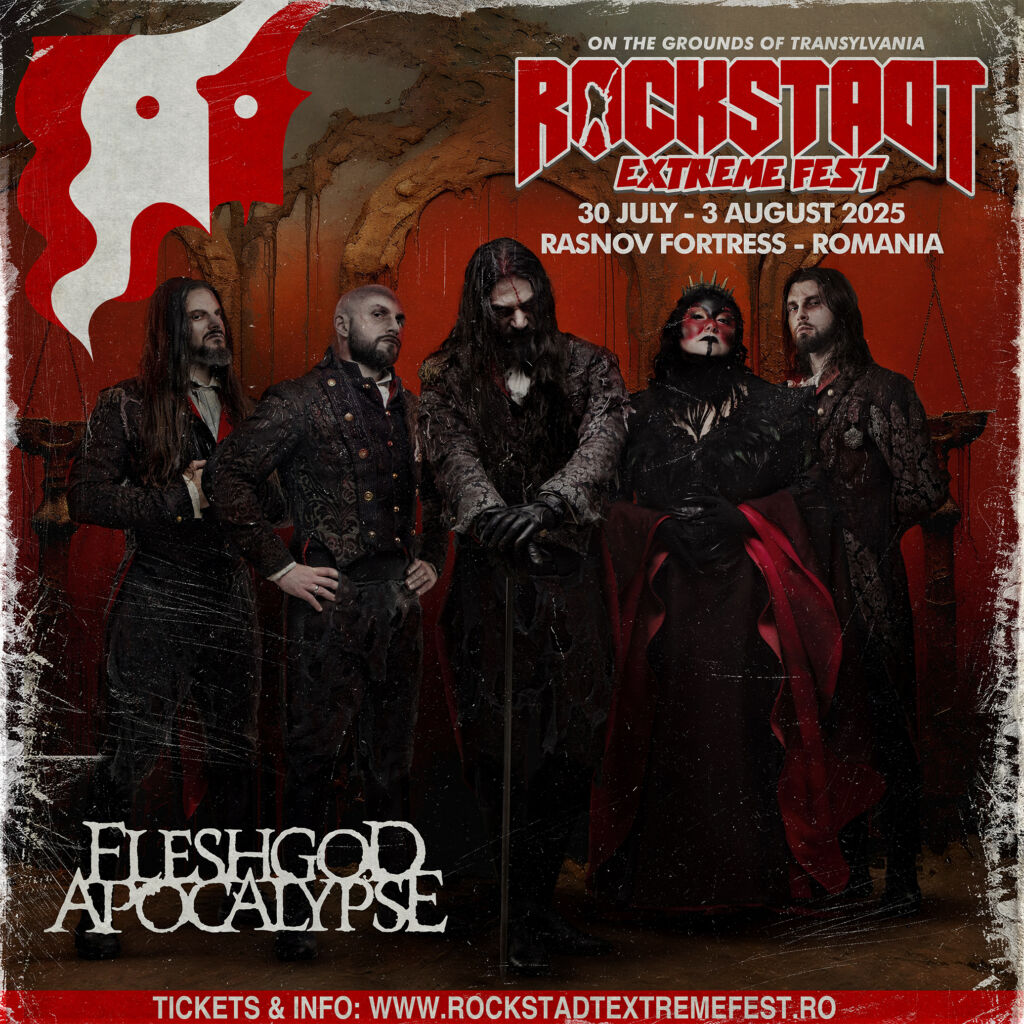 ON THE GROUNDS OF TRANSYLVANIA
ROCKSTADT
EXTREME FEST
30 JULY - 3 AUGUST 2025
RASNOV FORTRESS - ROMANIA
FLESHGOD
APOCALYPSE
TICKETS & INFO: WWW.ROCKSTADTEXTREMEFEST.RO